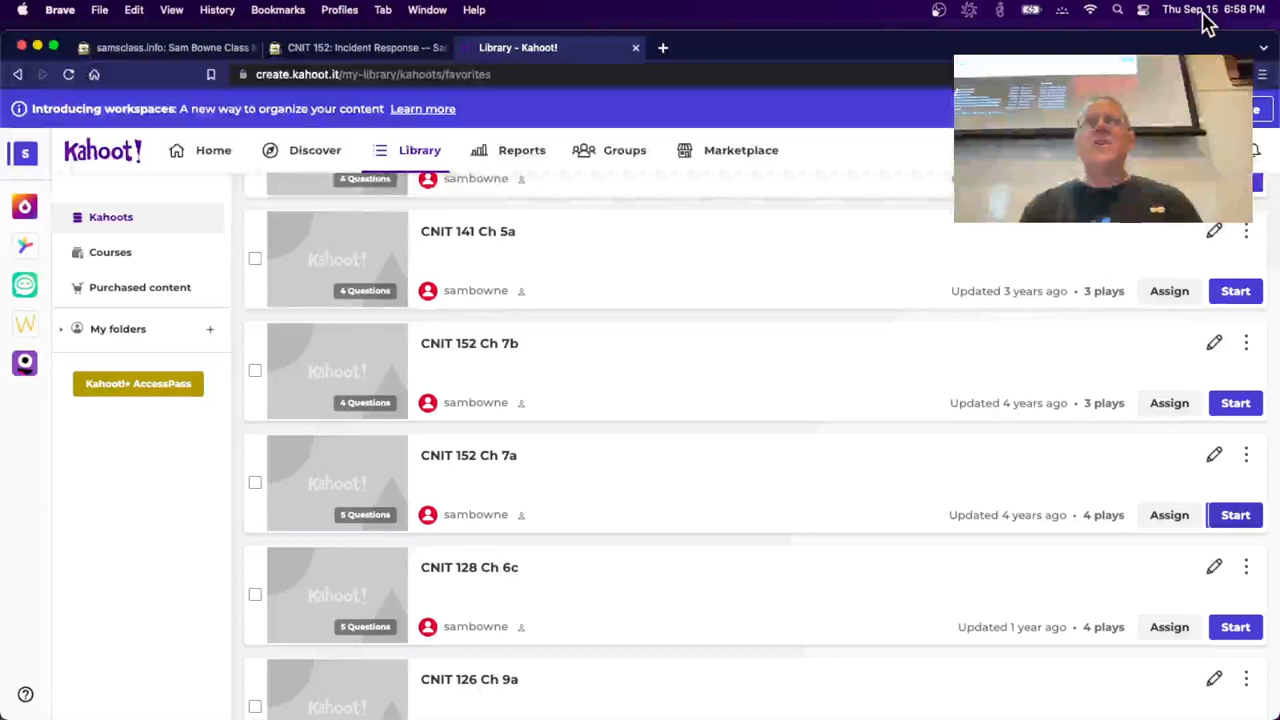 Brave File Edit View History Bookmarks Profiles Tab Window Help Thu Sep 15 6:58 PM
samsclass.info: Sam Bowne Class I CNIT 152: Incident Response -- Sa Library - Kahoot!
create.kahoot.it/my-library/kahoots/favorites
Introducing workspaces: A new way to organize your content Learn more
S Kahoot! Home Discover Library Reports Groups Marketplace
4 Questions sambowne
Kahoots
Courses
Purchased content
My folders
Kahoot!+ AccessPass
W
CNIT 141 Ch 5a
Kahoot!
4 Questions sambowne Updated 3 years ago • 3 plays Assign Start
CNIT 152 Ch 7b
Kahoot!
4 Questions sambowne Updated 4 years ago • 3 plays Assign Start
CNIT 152 Ch 7a
Kahoot!
5 Questions sambowne Updated 4 years ago • 4 plays Assign Start
CNIT 128 Ch 6c
Kahoot!
5 Questions sambowne Updated 1 year ago • 4 plays Assign Start
CNIT 126 Ch 9a
Kahoot!